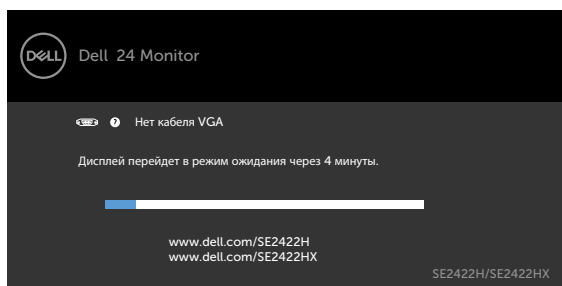 DELL Dell 24 Monitor
? Нет кабеля VGA
Дисплей перейдет в режим ожидания через 4 минуты.
www.dell.com/SE2422H
www.dell.com/SE2422HX
SE2422H/SE2422HX